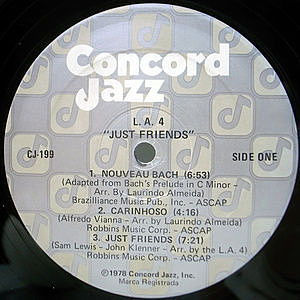 Concord
Jazz
L. A. 4
"JUST FRIENDS"
CJ-199
SIDE ONE
1. NOUVEAU BACH (6:53)
(Adapted from Bach's Prelude in C Minor -
Arr. By Laurindo Almeida)
Brazilliance Music Pub., Inc. - ASCAP
2. CARINHOSO (4:16)
(Alfredo Vianna - Arr. by Laurindo Almeida)
Robbins Music Corp. - ASCAP
3. JUST FRIENDS (7:21)
(Sam Lewis - John Klenner - Arr. by the L.A. 4)
Robbins Music Corp. - ASCAP
© 1978 Concord Jazz, Inc.
Marca Registrada